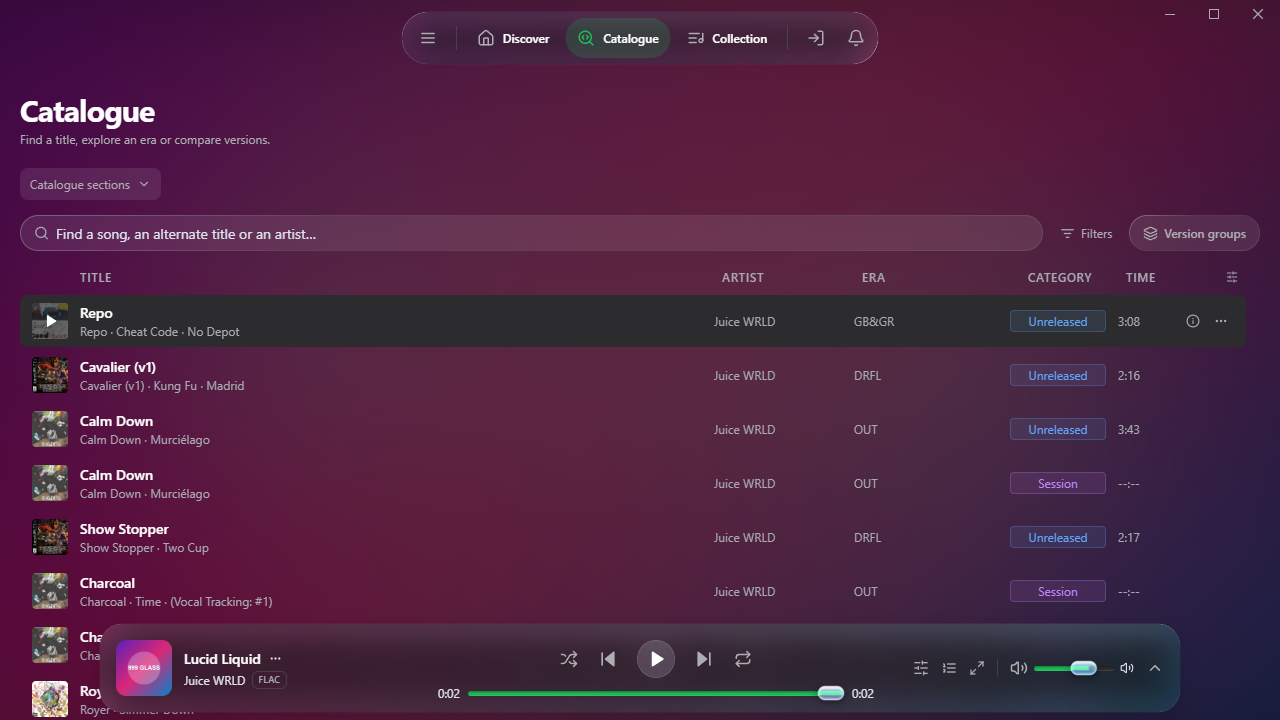 Discover
Catalogue
Collection
Catalogue
Find a title, explore an era or compare versions.
Catalogue sections
Find a song, an alternate title or an artist...
Filters
Version groups
TITLE ARTIST ERA CATEGORY TIME
Repo
Repo · Cheat Code · No Depot
Juice WRLD GB&GR Unreleased 3:08
Cavalier (v1)
Cavalier (v1) · Kung Fu · Madrid
Juice WRLD DRFL Unreleased 2:16
Calm Down
Calm Down · Murciélago
Juice WRLD OUT Unreleased 3:43
Calm Down
Calm Down · Murciélago
Juice WRLD OUT Session --:--
Show Stopper
Show Stopper · Two Cup
Juice WRLD DRFL Unreleased 2:17
Charcoal
Charcoal · Time · (Vocal Tracking: #1)
Juice WRLD OUT Session --:--
999 GLASS
Lucid Liquid
Juice WRLD FLAC
0:02 0:02
Royer